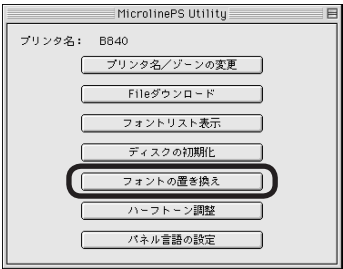 MicrolinePS Utility
プリンタ名： B840
プリンタ名／ゾーンの変更
Fileダウンロード
フォントリスト表示
ディスクの初期化
フォントの置き換え
ハーフトーン調整
パネル言語の設定